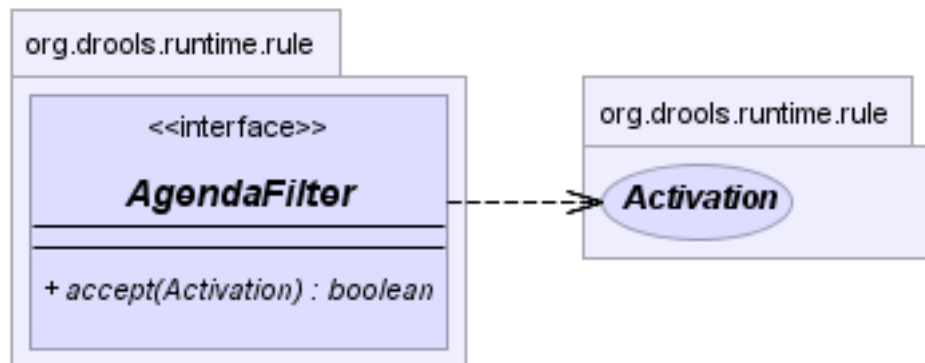 org.drools.runtime.rule
<<interface>>
AgendaFilter
+ accept(Activation) : boolean
org.drools.runtime.rule
Activation